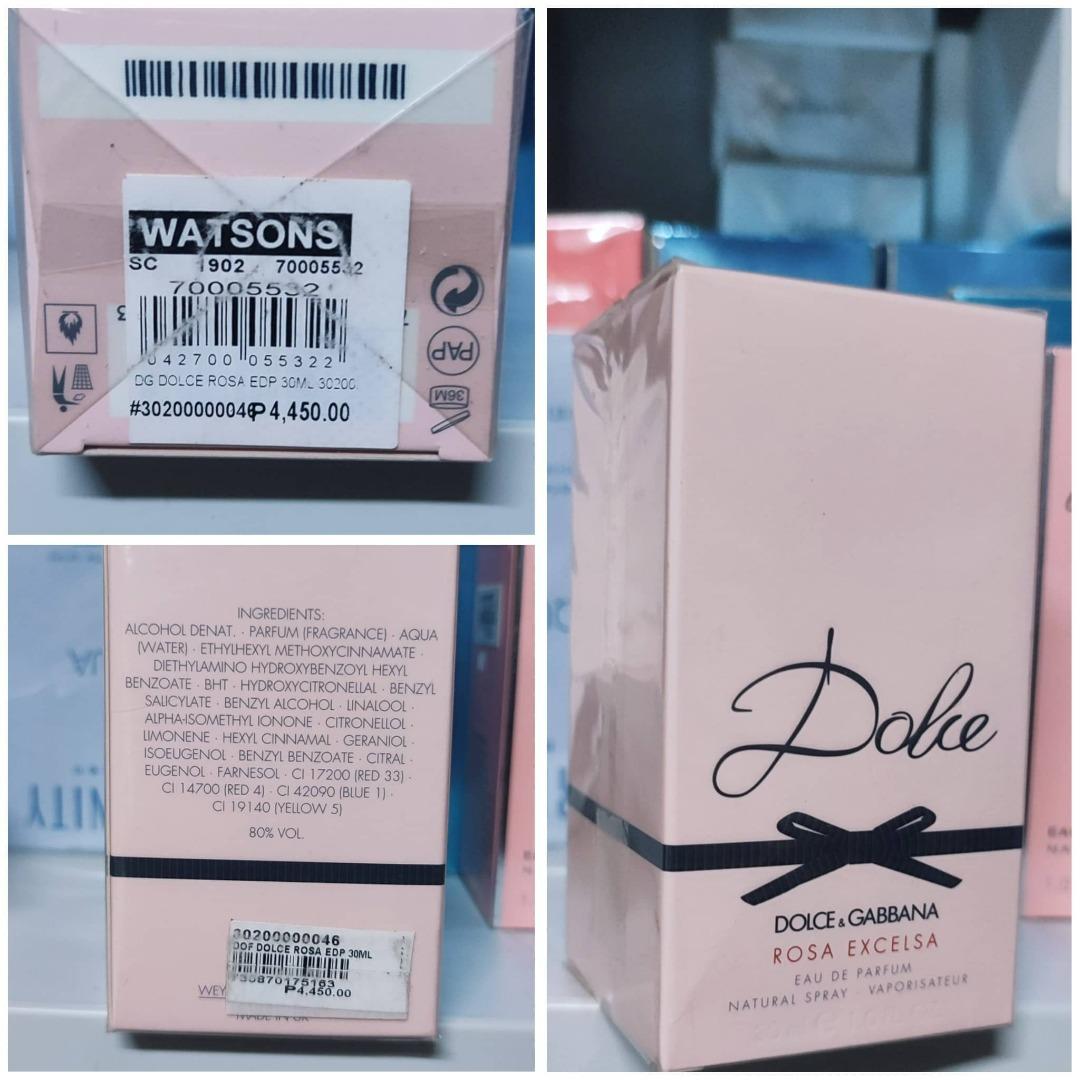 WATSONS
SC 1902 70005532
70005532
042700 055322
DG DOLCE ROSA EDP 30ML 30200
#30200000046 ₱4,450.00
PAP
36M
INGREDIENTS:
ALCOHOL DENAT. · PARFUM (FRAGRANCE) · AQUA
(WATER) · ETHYLHEXYL METHOXYCINNAMATE ·
DIETHYLAMINO HYDROXYBENZOYL HEXYL
BENZOATE · BHT · HYDROXYCITRONELLAL · BENZYL
SALICYLATE · BENZYL ALCOHOL · LINALOOL ·
ALPHA-ISOMETHYL IONONE · CITRONELLOL ·
LIMONENE · HEXYL CINNAMAL · GERANIOL ·
ISOEUGENOL · BENZYL BENZOATE · CITRAL ·
EUGENOL · FARNESOL · CI 17200 (RED 33) ·
CI 14700 (RED 4) · CI 42090 (BLUE 1) ·
CI 19140 (YELLOW 5)
80% VOL.
30200000046
DOF DOLCE ROSA EDP 30ML
730870175163
₱4,450.00
WEY
MADE IN UK
Dolce
DOLCE & GABBANA
ROSA EXCELSA
EAU DE PARFUM
NATURAL SPRAY · VAPORISATEUR